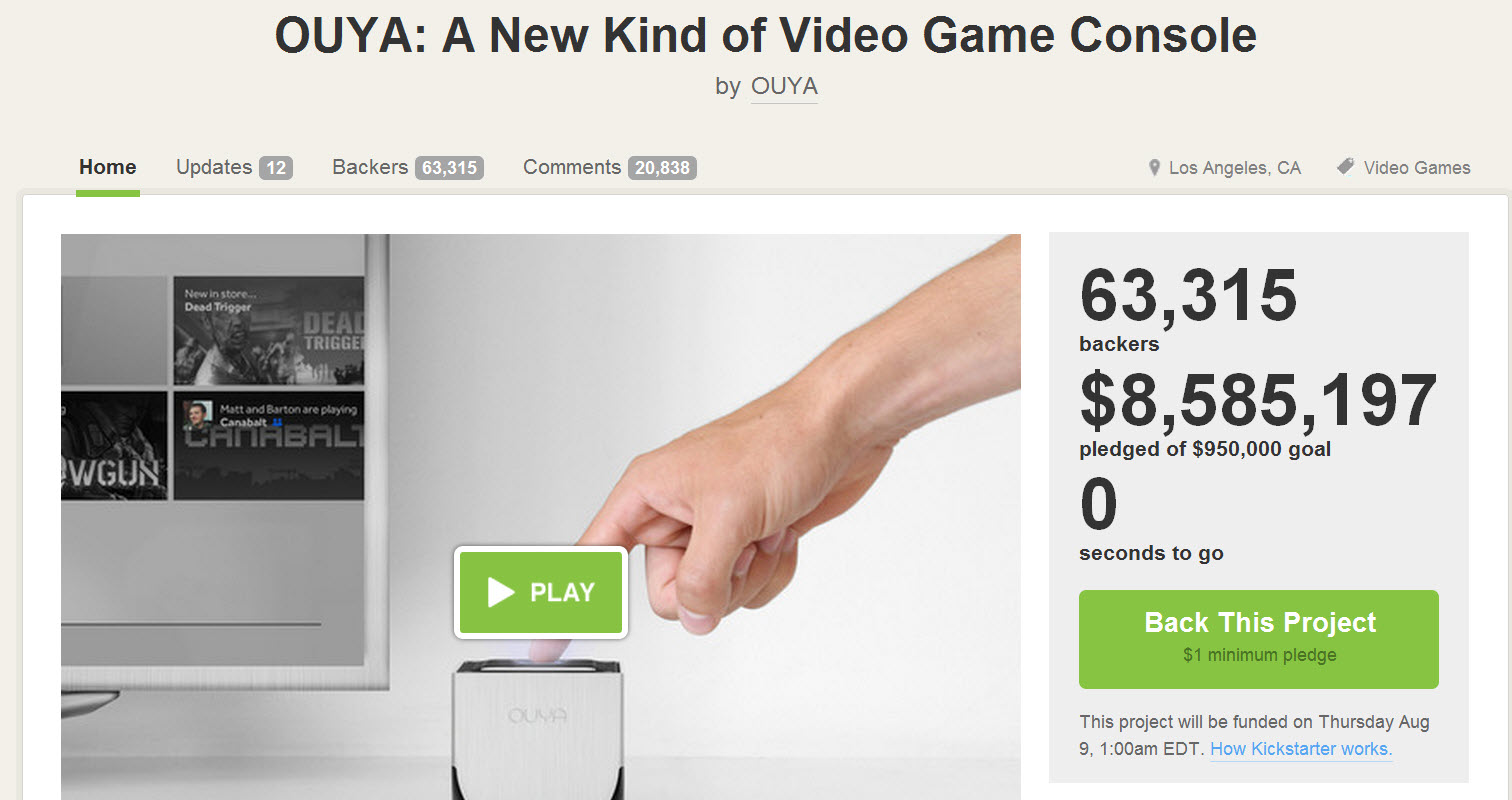 OUYA: A New Kind of Video Game Console
by OUYA
Home Updates 12 Backers 63,315 Comments 20,838 Los Angeles, CA Video Games
New in store...
Dead Trigger
DEAD
TRIGGE
Matt and Barton are playing
Canabalt
CANABALT
WGUN
PLAY
OUYA
63,315
backers
$8,585,197
pledged of $950,000 goal
0
seconds to go
Back This Project
$1 minimum pledge
This project will be funded on Thursday Aug
9, 1:00am EDT. How Kickstarter works.